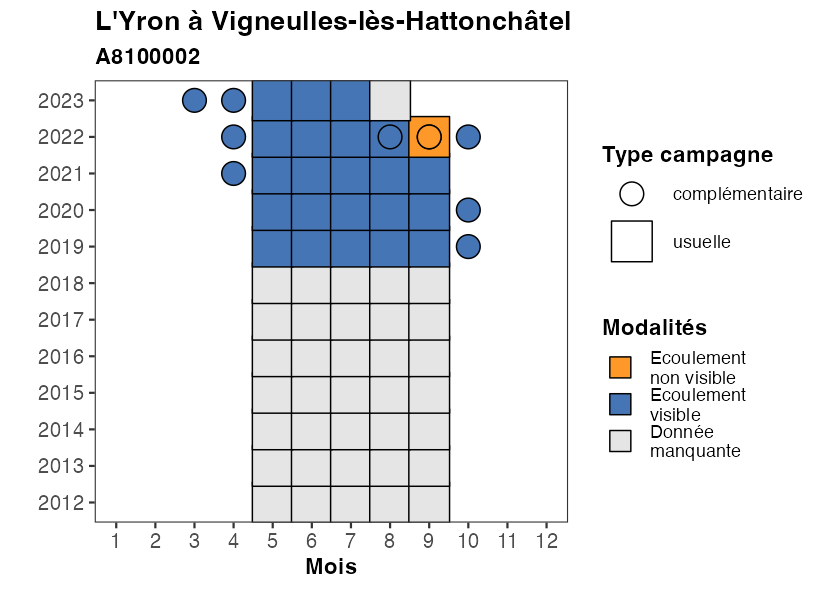 L'Yron à Vigneulles-lès-Hattonchâtel
A8100002
2023
2022
2021
2020
2019
2018
2017
2016
2015
2014
2013
2012
1 2 3 4 5 6 7 8 9 10 11 12
Mois
Type campagne
complémentaire
usuelle
Modalités
Ecoulement
non visible
Ecoulement
visible
Donnée
manquante